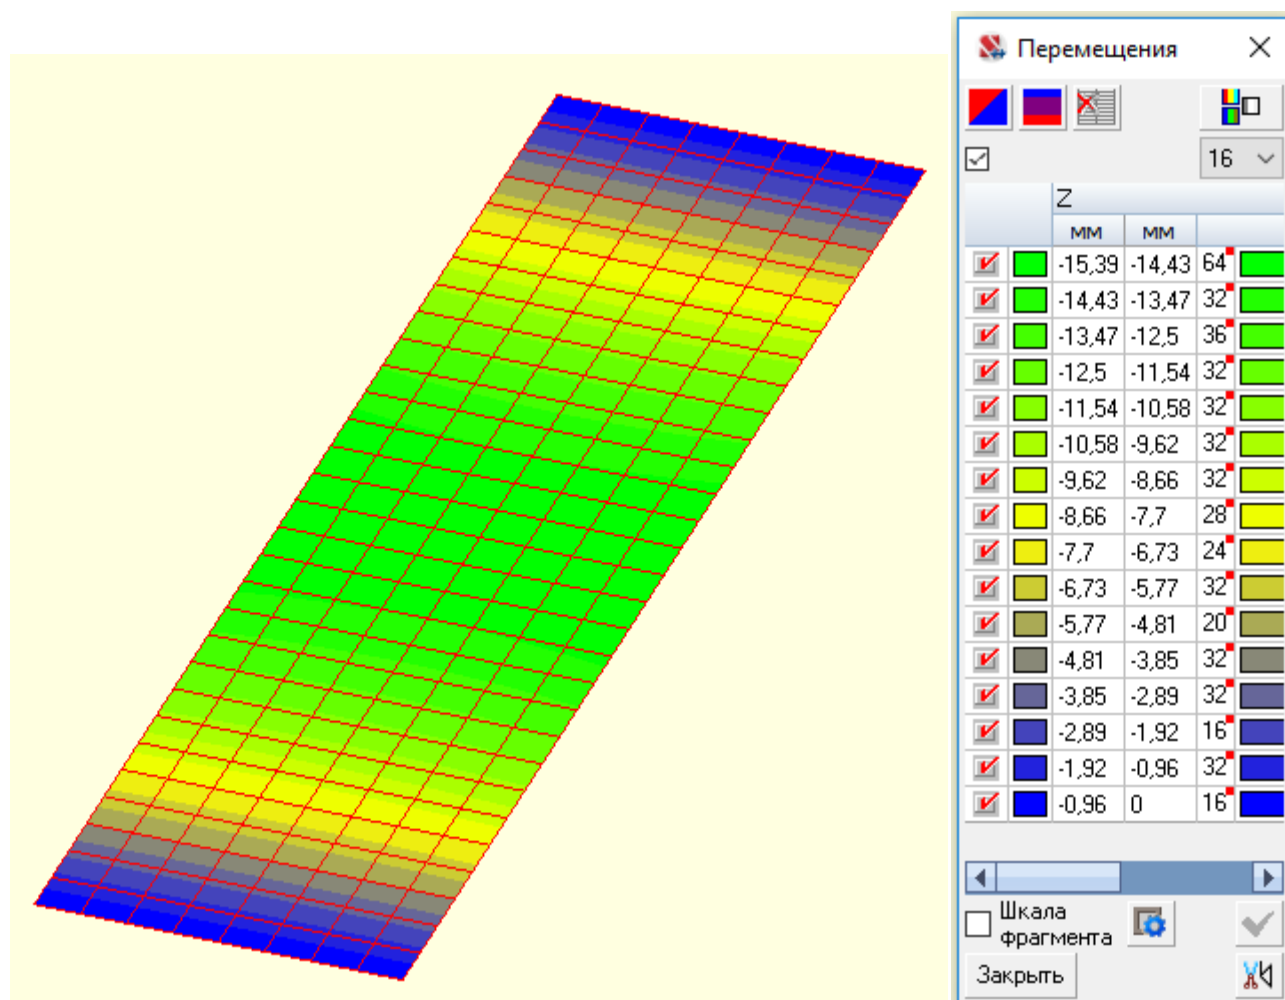 Перемещения
16
Z
мм мм
-15,39 -14,43 64
-14,43 -13,47 32
-13,47 -12,5 36
-12,5 -11,54 32
-11,54 -10,58 32
-10,58 -9,62 32
-9,62 -8,66 32
-8,66 -7,7 28
-7,7 -6,73 24
-6,73 -5,77 32
-5,77 -4,81 20
-4,81 -3,85 32
-3,85 -2,89 32
-2,89 -1,92 16
-1,92 -0,96 32
-0,96 0 16
Шкала
фрагмента
Закрыть